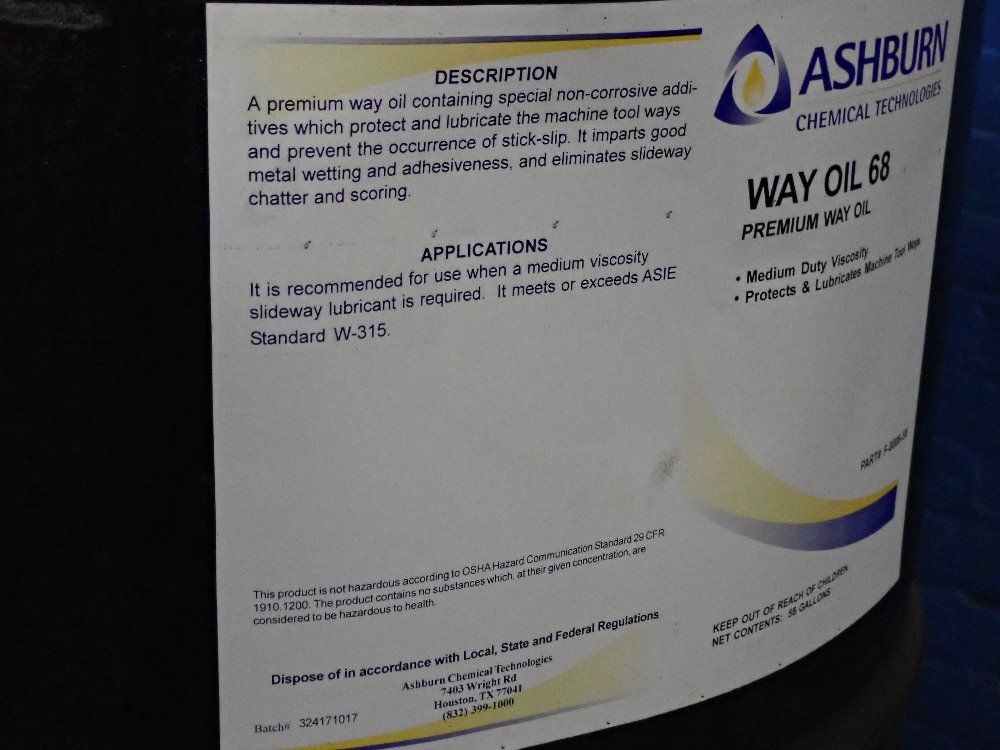 DESCRIPTION
A premium way oil containing special non-corrosive addi-
tives which protect and lubricate the machine tool ways
and prevent the occurrence of stick-slip. It imparts good
metal wetting and adhesiveness, and eliminates slideway
chatter and scoring.
APPLICATIONS
It is recommended for use when a medium viscosity
slideway lubricant is required. It meets or exceeds ASIE
Standard W-315.
This product is not hazardous according to OSHA Hazard Communication Standard 29 CFR
1910.1200. The product contains no substances which, at their given concentration, are
considered to be hazardous to health.
Dispose of in accordance with Local, State and Federal Regulations
Ashburn Chemical Technologies
7403 Wright Rd
Houston, TX 77041
(832) 399-1000
Batch# 324171017
ASHBURN
CHEMICAL TECHNOLOGIES
WAY OIL 68
PREMIUM WAY OIL
• Medium Duty Viscosity
• Protects & Lubricates Machine Tool Ways
PART#
KEEP OUT OF REACH OF CHILDREN
NET CONTENTS: 55 GALLONS